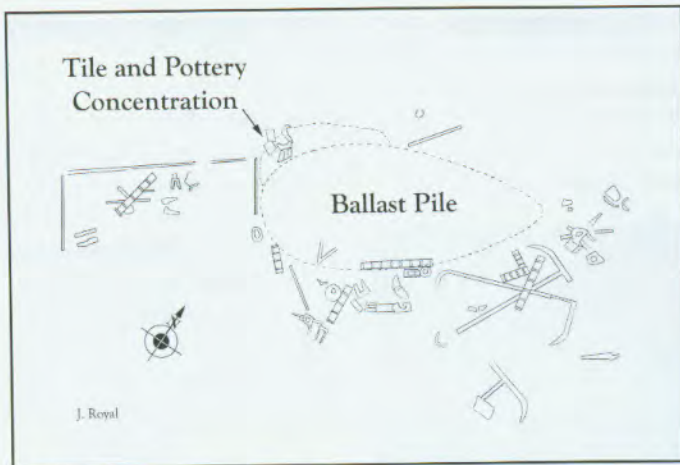 Tile and Pottery
Concentration
Ballast Pile
N
J. Royal